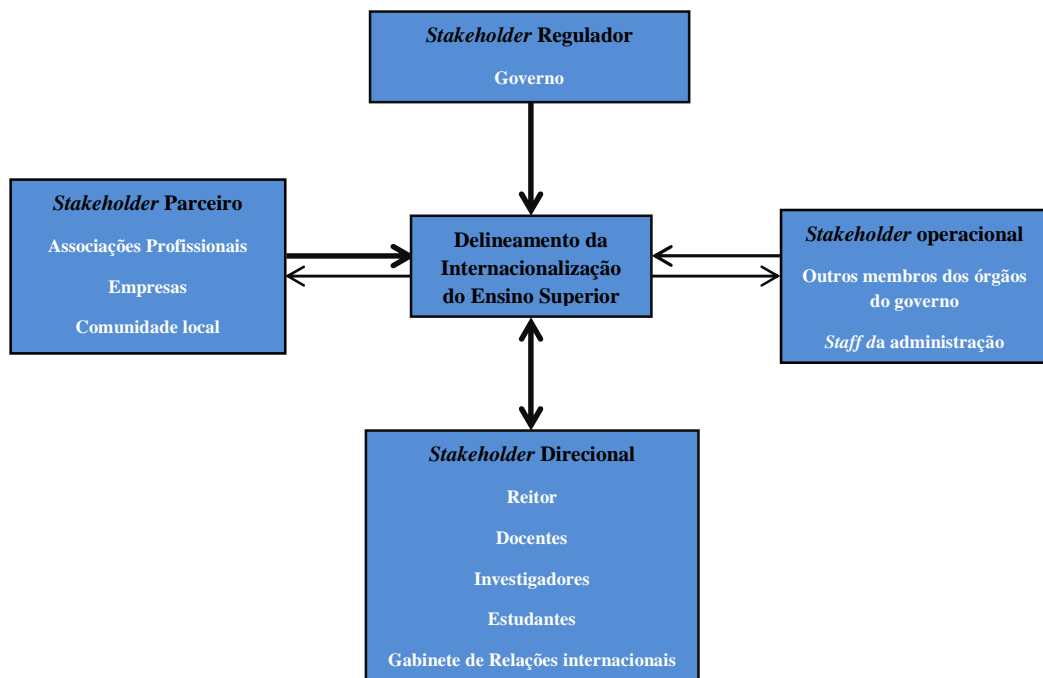 Stakeholder Regulador
Governo
Stakeholder Parceiro
Associações Profissionais
Empresas
Comunidade local
Delineamento da
Internacionalização
do Ensino Superior
Stakeholder operacional
Outros membros dos órgãos
do governo
Staff da administração
Stakeholder Direcional
Reitor
Docentes
Investigadores
Estudantes
Gabinete de Relações internacionais